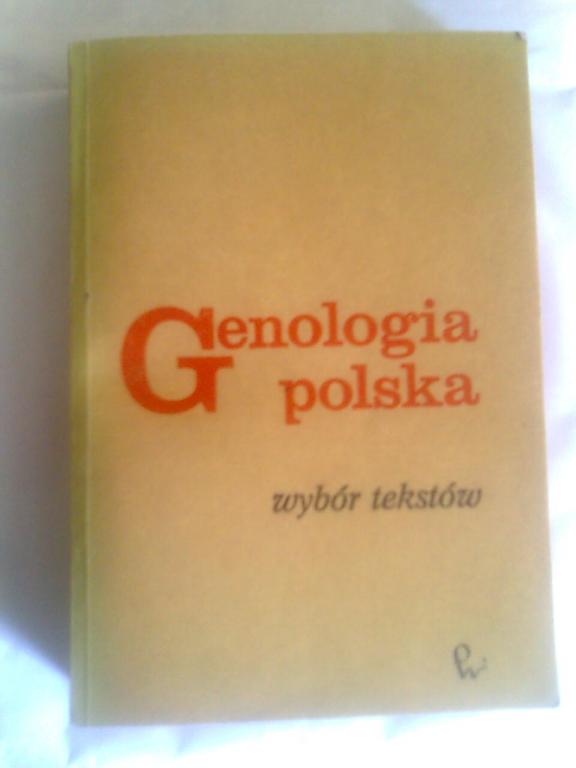 Genologia
polska
wybór tekstów